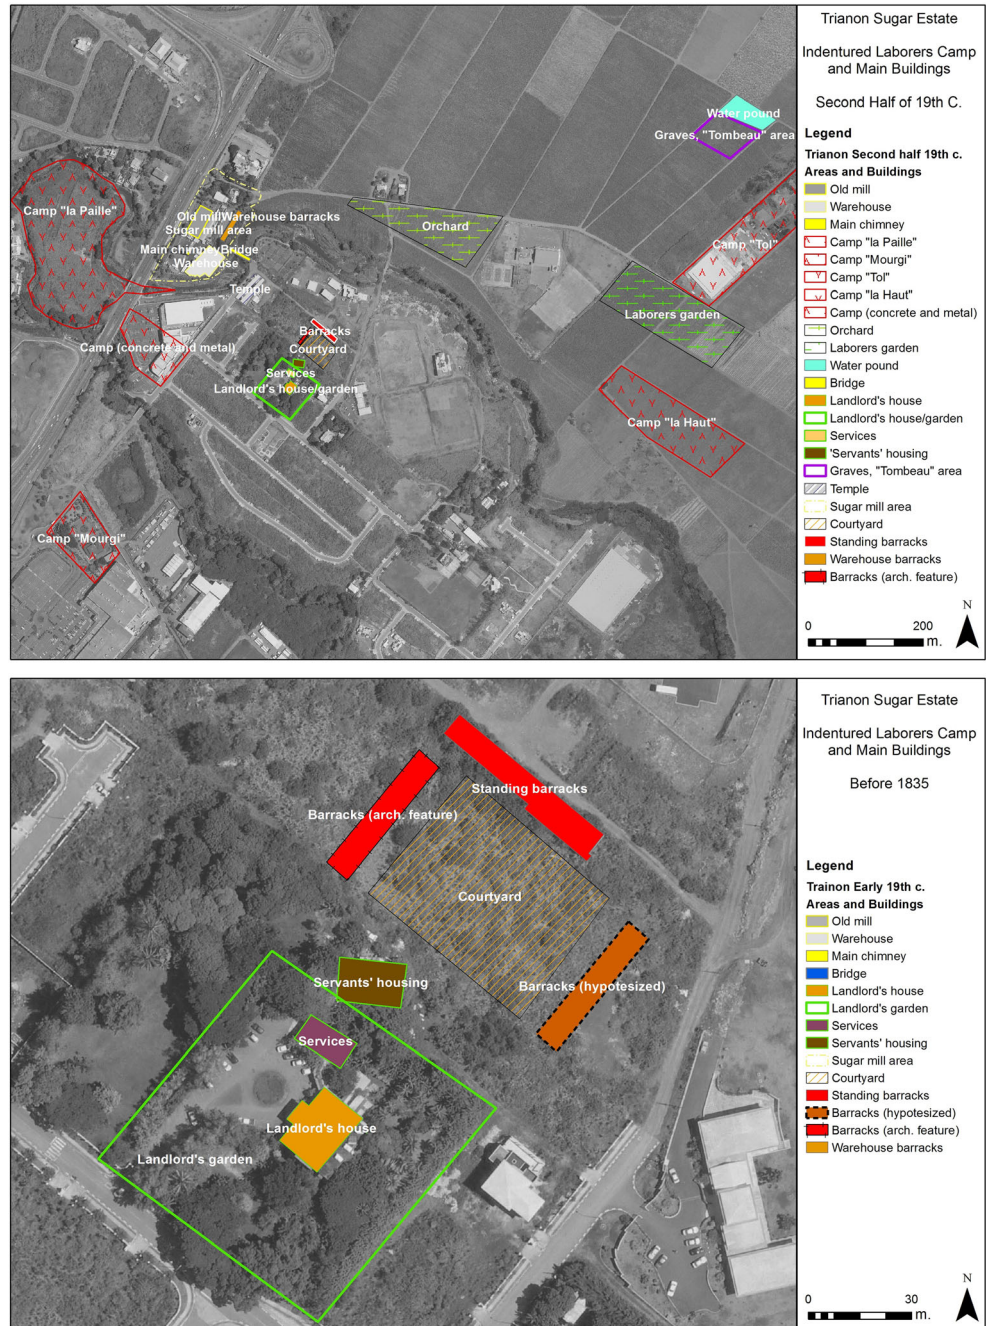 Trianon Sugar Estate
Indentured Laborers Camp
and Main Buildings
Second Half of 19th C.
Legend
Trianon Second half 19th c.
Areas and Buildings
Old mill
Warehouse
Main chimney
Camp "la Paille"
Camp "Mourgi"
Camp "Tol"
Camp "la Haut"
Camp (concrete and metal)
Orchard
Laborers garden
Water pound
Bridge
Landlord's house
Landlord's house/garden
Services
'Servants' housing
Graves, "Tombeau" area
Temple
Sugar mill area
Courtyard
Standing barracks
Warehouse barracks
Barracks (arch. feature)
0 200
m.
N
Water pound
Graves, "Tombeau" area
Camp "la Paille"
Old mill
Warehouse barracks
Sugar mill area
Orchard
Camp "Tol"
Main chimney
Bridge
Warehouse
Temple
Laborers garden
Barracks
Camp (concrete and metal)
Courtyard
Services
Landlord's house/garden
Camp "la Haut"
Camp "Mourgi"
Trianon Sugar Estate
Indentured Laborers Camp
and Main Buildings
Before 1835
Legend
Trainon Early 19th c.
Areas and Buildings
Old mill
Warehouse
Main chimney
Bridge
Landlord's house
Landlord's garden
Services
Servants' housing
Sugar mill area
Courtyard
Standing barracks
Barracks (hypotesized)
Barracks (arch. feature)
Warehouse barracks
N
0 30
m.
Standing barracks
Barracks (arch. feature)
Courtyard
Servants' housing
Barracks (hypotesized)
Services
Landlord's house
Landlord's garden